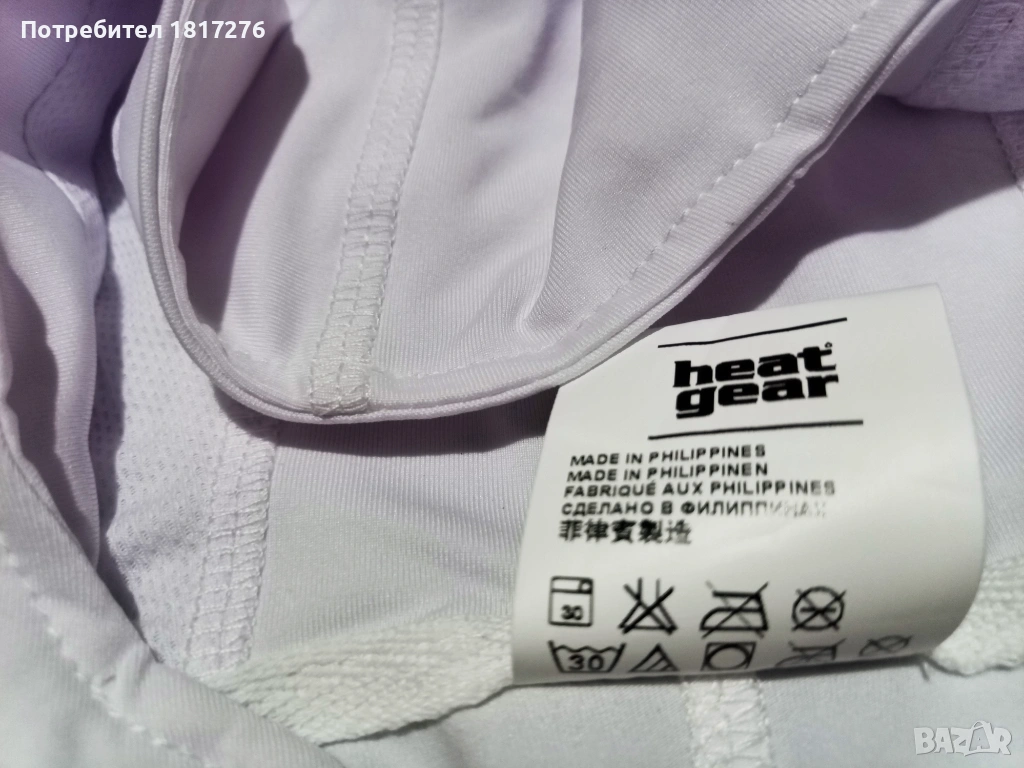 Потребител 1817276
heat
gear
MADE IN PHILIPPINES
MADE IN PHILIPPINEN
FABRIQUÉ AUX PHILIPPINES
СДЕЛАНО В ФИЛИППИНАХ
菲律賓製造
30
30
BAZAR